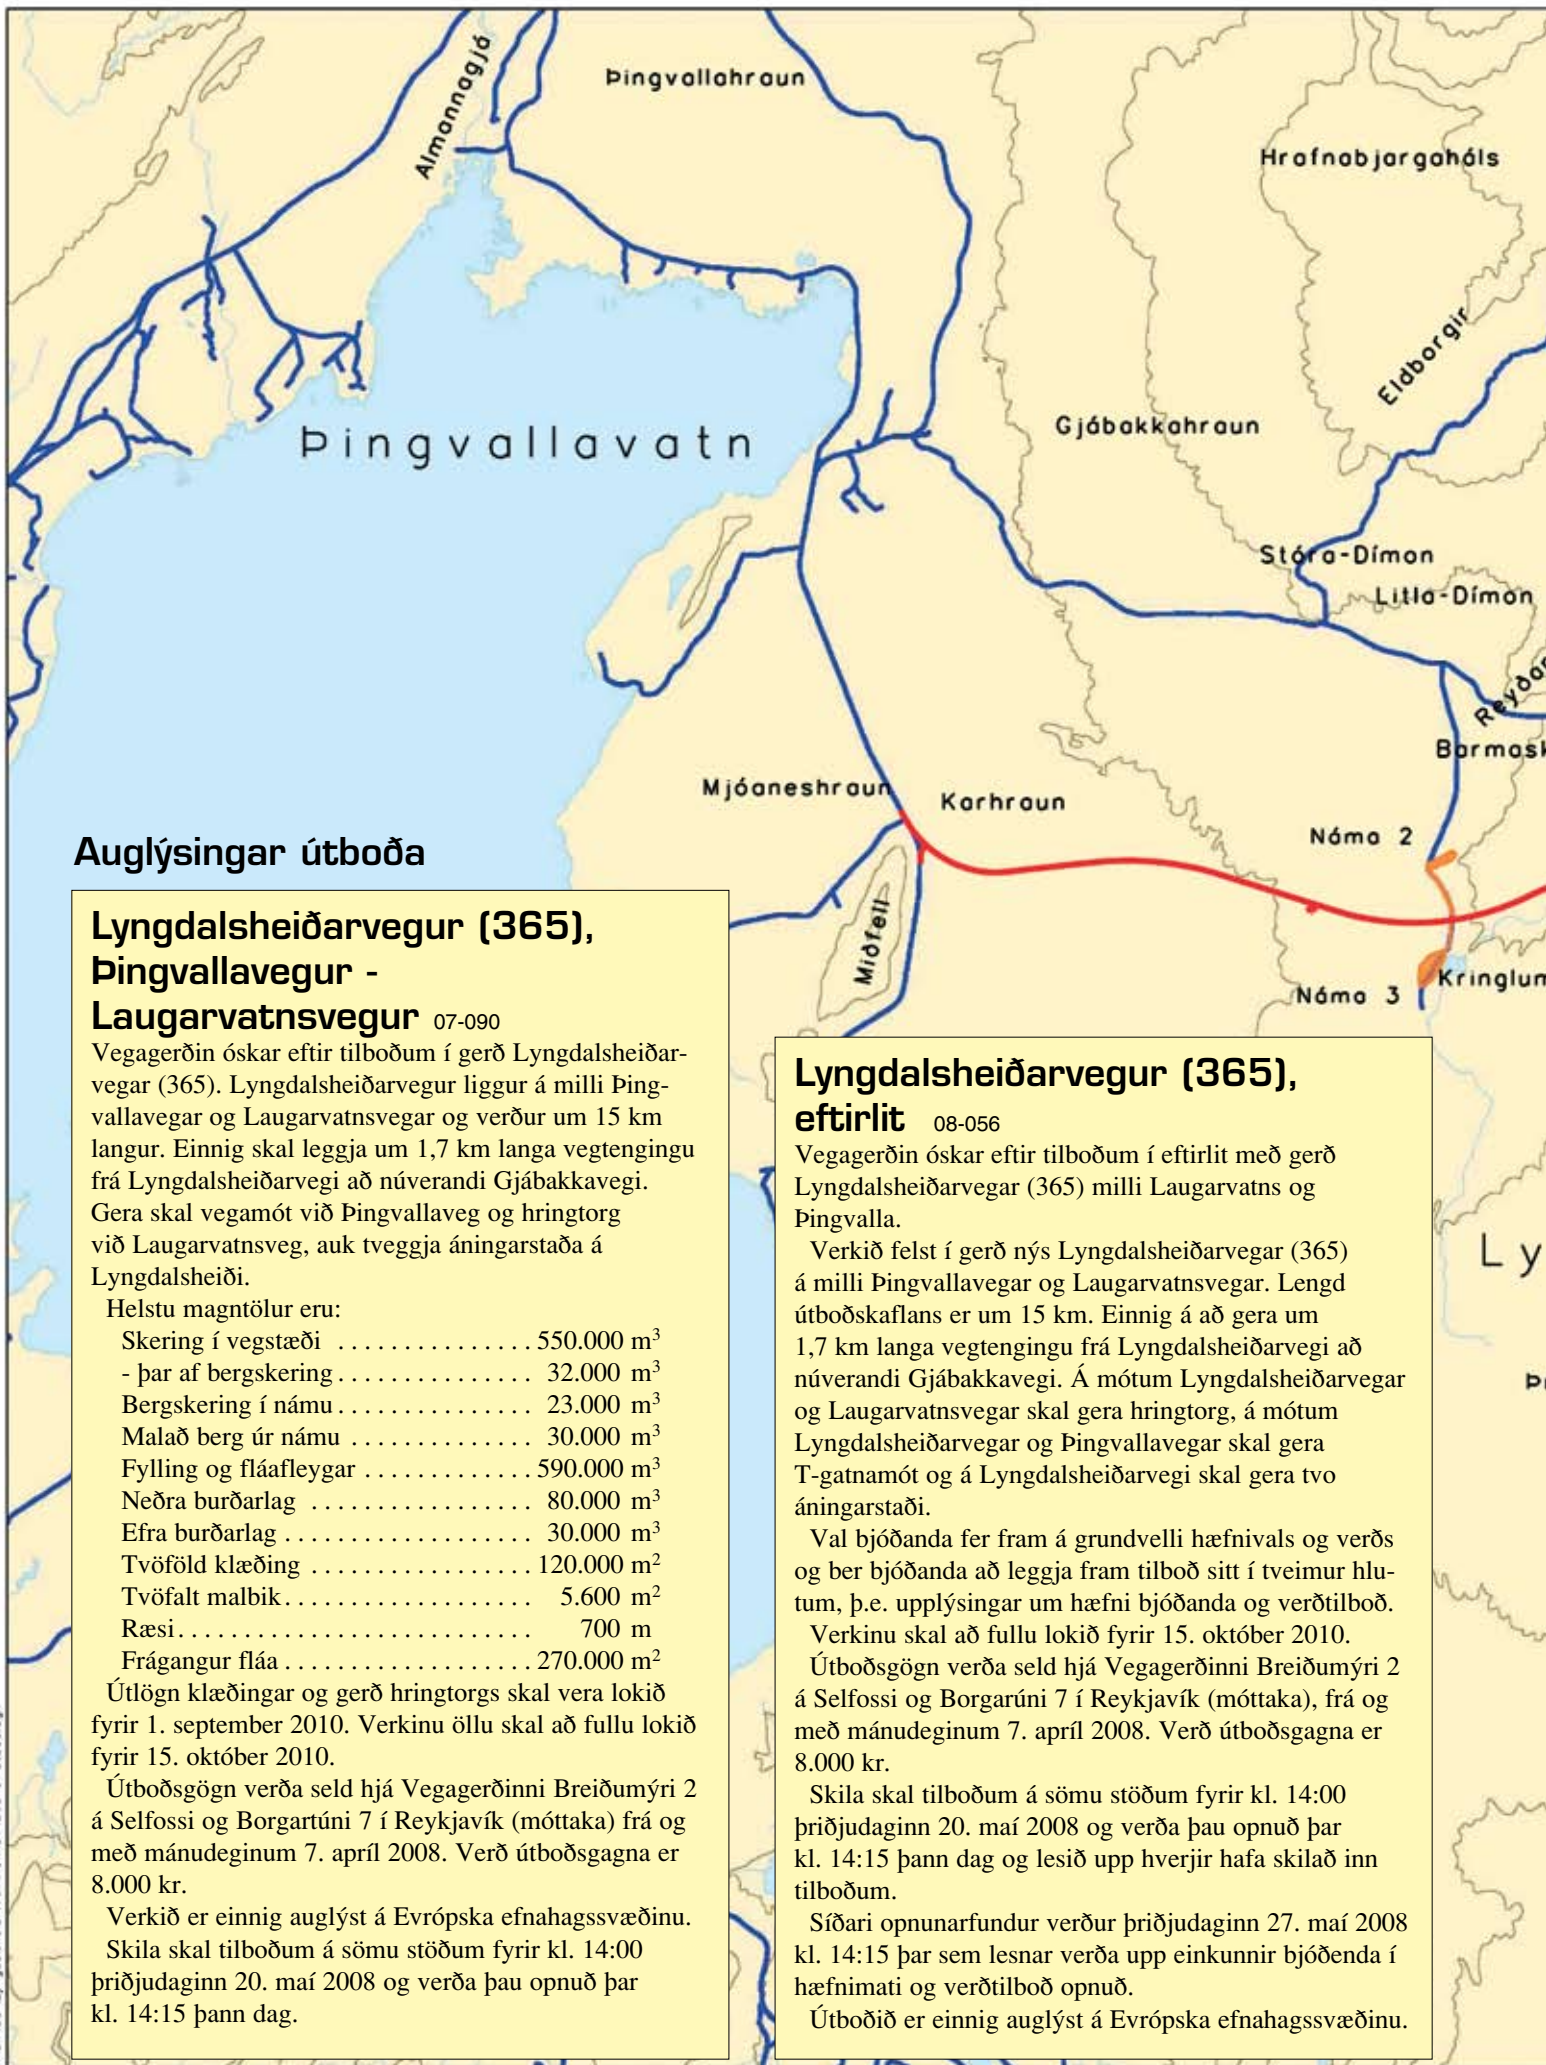 Almannagjá
Þingvallahraun
Hrafnabjargaháls
Eldborgir
Þingvallavatn
Gjábakkahraun
Stóra-Dímon
Litla-Dímon
Mjóaneshraun
Karhraun
Náma 2
Miðfell
Náma 3
Auglýsingar útboða
Lyngdalsheiðarvegur (365),
Þingvallavegur -
Laugarvatnsvegur 07-090
Vegagerðin óskar eftir tilboðum í gerð Lyngdalsheiðar-
vegar (365). Lyngdalsheiðarvegur liggur á milli Þing-
vallavegar og Laugarvatnsvegar og verður um 15 km
langur. Einnig skal leggja um 1,7 km langa vegtengingu
frá Lyngdalsheiðarvegi að núverandi Gjábakkavegi.
Gera skal vegamót við Þingvallaveg og hringtorg
við Laugarvatnsveg, auk tveggja áningarstaða á
Lyngdalsheiði.
Helstu magntölur eru:
Skering í vegstæði . . . . . . . . . . . . . . . 550.000 m³
- þar af bergskering . . . . . . . . . . . . . . . 32.000 m³
Bergskering í námu . . . . . . . . . . . . . . . 23.000 m³
Malað berg úr námu . . . . . . . . . . . . . . 30.000 m³
Fylling og fláafleygar . . . . . . . . . . . . . 590.000 m³
Neðra burðarlag . . . . . . . . . . . . . . . . . 80.000 m³
Efra burðarlag . . . . . . . . . . . . . . . . . . . 30.000 m³
Tvöföld klæðing . . . . . . . . . . . . . . . . . 120.000 m²
Tvöfalt malbik . . . . . . . . . . . . . . . . . . . 5.600 m²
Ræsi . . . . . . . . . . . . . . . . . . . . . . . . . . . 700 m
Frágangur fláa . . . . . . . . . . . . . . . . . . . 270.000 m²
Útlögn klæðingar og gerð hringtorgs skal vera lokið
fyrir 1. september 2010. Verkinu öllu skal að fullu lokið
fyrir 15. október 2010.
Útboðsgögn verða seld hjá Vegagerðinni Breiðumýri 2
á Selfossi og Borgartúni 7 í Reykjavík (móttaka) frá og
með mánudeginum 7. apríl 2008. Verð útboðsgagna er
8.000 kr.
Verkið er einnig auglýst á Evrópska efnahagssvæðinu.
Skila skal tilboðum á sömu stöðum fyrir kl. 14:00
þriðjudaginn 20. maí 2008 og verða þau opnuð þar
kl. 14:15 þann dag.
Lyngdalsheiðarvegur (365),
eftirlit 08-056
Vegagerðin óskar eftir tilboðum í eftirlit með gerð
Lyngdalsheiðarvegar (365) milli Laugarvatns og
Þingvalla.
Verkið felst í gerð nýs Lyngdalsheiðarvegar (365)
á milli Þingvallavegar og Laugarvatnsvegar. Lengd
útboðskaflans er um 15 km. Einnig á að gera um
1,7 km langa vegtengingu frá Lyngdalsheiðarvegi að
núverandi Gjábakkavegi. Á mótum Lyngdalsheiðarvegar
og Laugarvatnsvegar skal gera hringtorg, á mótum
Lyngdalsheiðarvegar og Þingvallavegar skal gera
T-gatnamót og á Lyngdalsheiðarvegi skal gera tvo
áningarstaði.
Val bjóðanda fer fram á grundvelli hæfnivals og verðs
og ber bjóðanda að leggja fram tilboð sitt í tveimur hlu-
tum, þ.e. upplýsingar um hæfni bjóðanda og verðtilboð.
Verkinu skal að fullu lokið fyrir 15. október 2010.
Útboðsgögn verða seld hjá Vegagerðinni Breiðumýri 2
á Selfossi og Borgarúni 7 í Reykjavík (móttaka), frá og
með mánudeginum 7. apríl 2008. Verð útboðsgagna er
8.000 kr.
Skila skal tilboðum á sömu stöðum fyrir kl. 14:00
þriðjudaginn 20. maí 2008 og verða þau opnuð þar
kl. 14:15 þann dag og lesið upp hverjir hafa skilað inn
tilboðum.
Síðari opnunarfundur verður þriðjudaginn 27. maí 2008
kl. 14:15 þar sem lesnar verða upp einkunnir bjóðenda í
hæfnimati og verðtilboð opnuð.
Útboðið er einnig auglýst á Evrópska efnahagssvæðinu.
Reyðar
Barmask
Kringlum
Ly